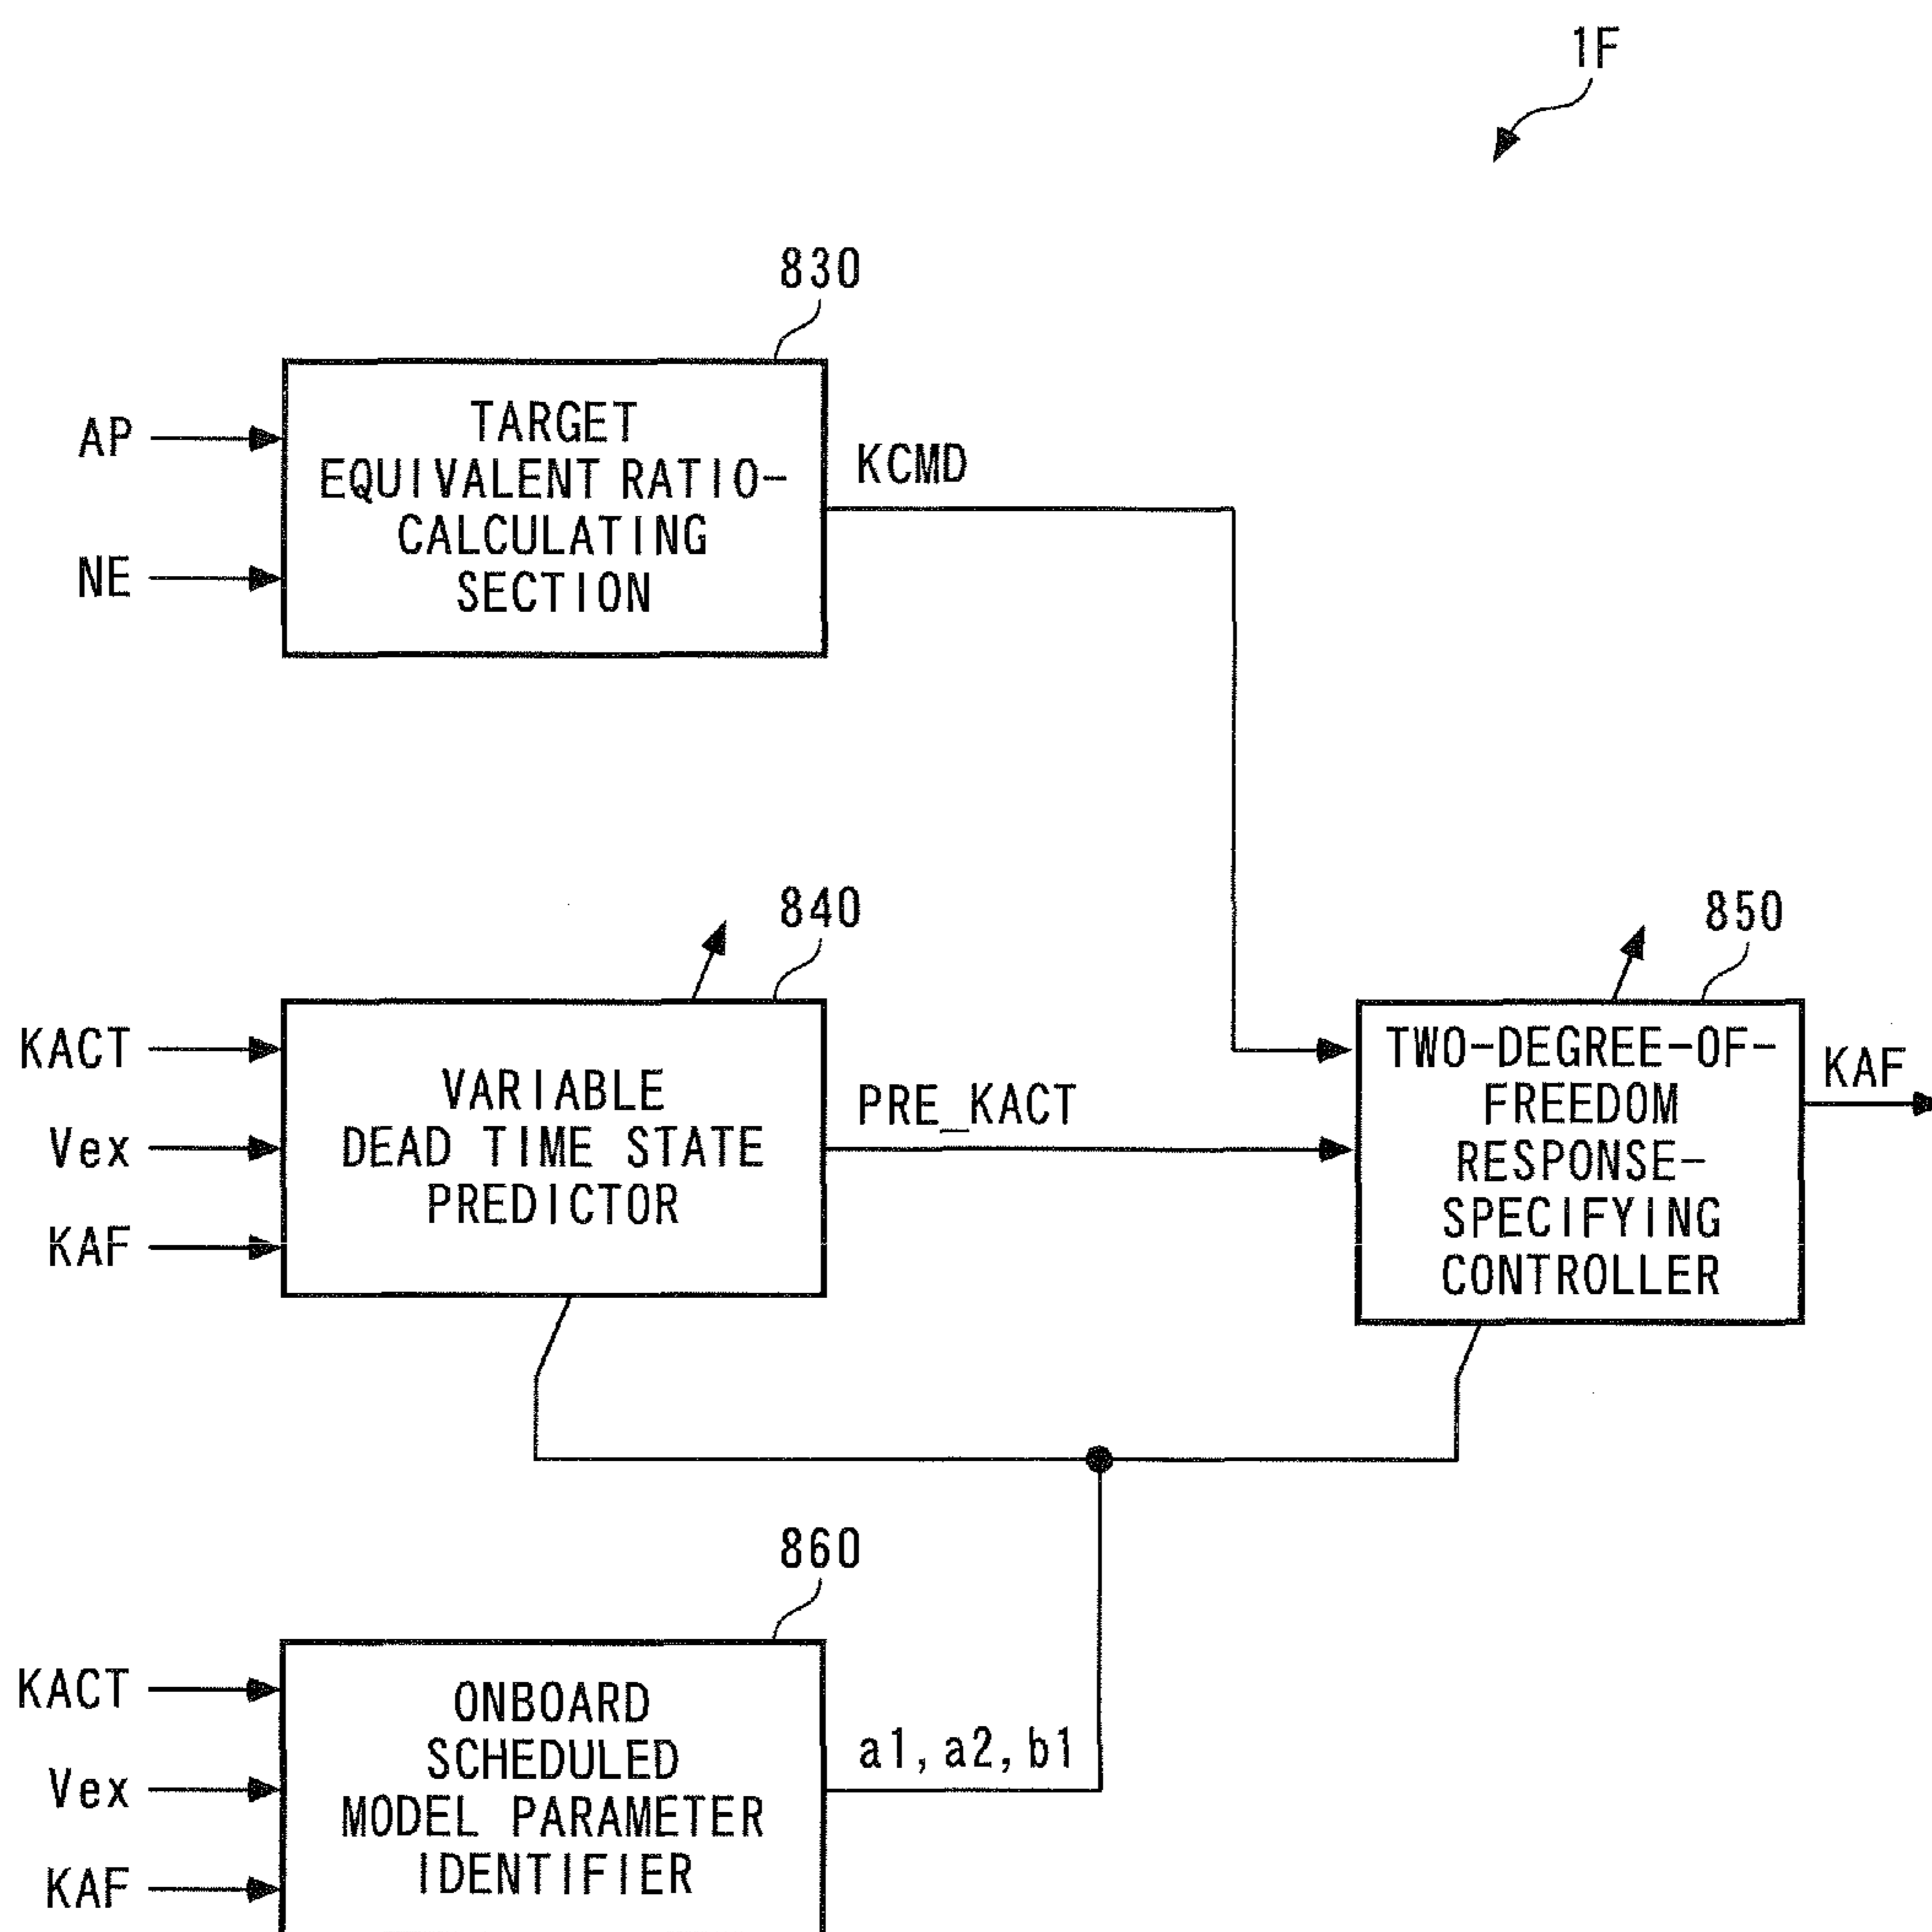 1F
830
AP
NE
TARGET
EQUIVALENT RATIO-
CALCULATING
SECTION
KCMD
840
850
KACT
Vex
KAF
VARIABLE
DEAD TIME STATE
PREDICTOR
PRE_KACT
TWO-DEGREE-OF-
FREEDOM
RESPONSE-
SPECIFYING
CONTROLLER
KAF
860
KACT
Vex
KAF
ONBOARD
SCHEDULED
MODEL PARAMETER
IDENTIFIER
a1, a2, b1